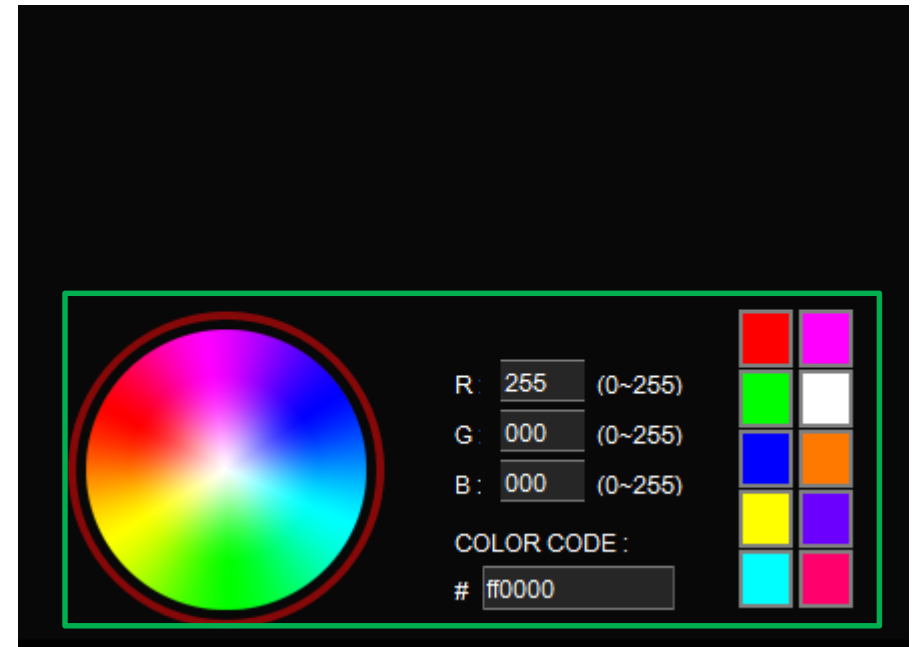 R : 255 (0~255)
G : 000 (0~255)
B : 000 (0~255)
COLOR CODE :
# ff0000